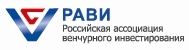 РАВИ
Российская ассоциация
венчурного инвестирования